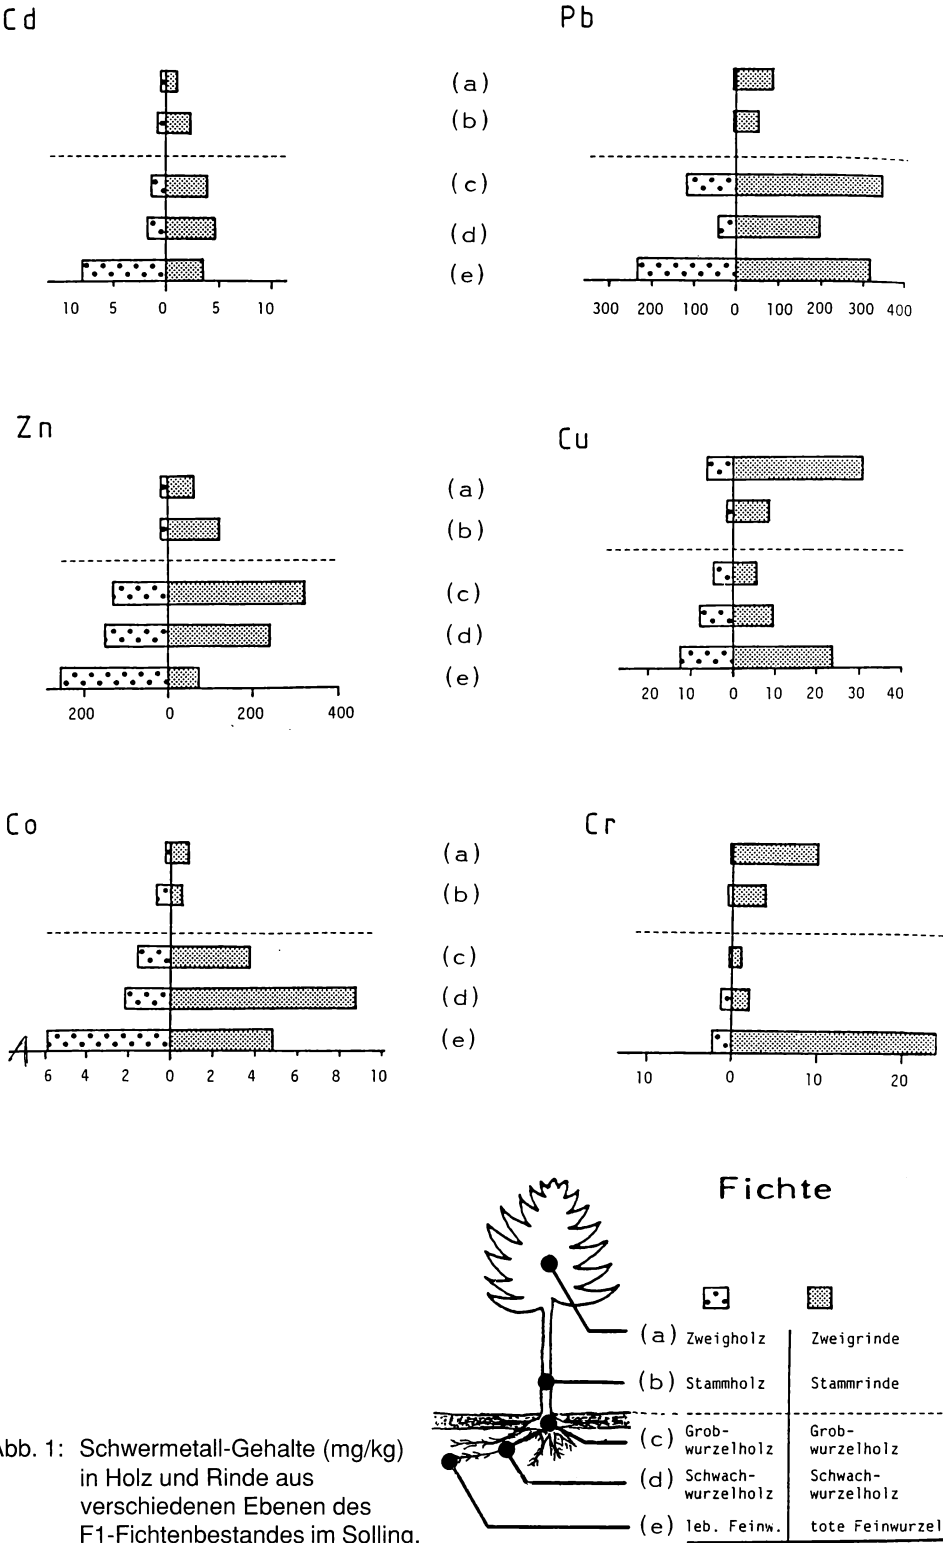 Cd
Pb
(a)
(b)
(c)
(d)
(e)
10 5 0 5 10
300 200 100 0 100 200 300 400
Zn
Cu
(a)
(b)
(c)
(d)
(e)
200 0 200 400
20 10 0 10 20 30 40
Co
Cr
(a)
(b)
(c)
(d)
(e)
6 4 2 0 2 4 6 8 10
10 0 10 20
Fichte
(a) Zweigholz Zweigrinde
(b) Stammholz Stammrinde
(c) Grob- Grob-
wurzelholz wurzelholz
(d) Schwach- Schwach-
wurzelholz wurzelholz
(e) leb. Feinw. tote Feinwurzel
Abb. 1: Schwermetall-Gehalte (mg/kg)
in Holz und Rinde aus
verschiedenen Ebenen des
F1-Fichtenbestandes im Solling.